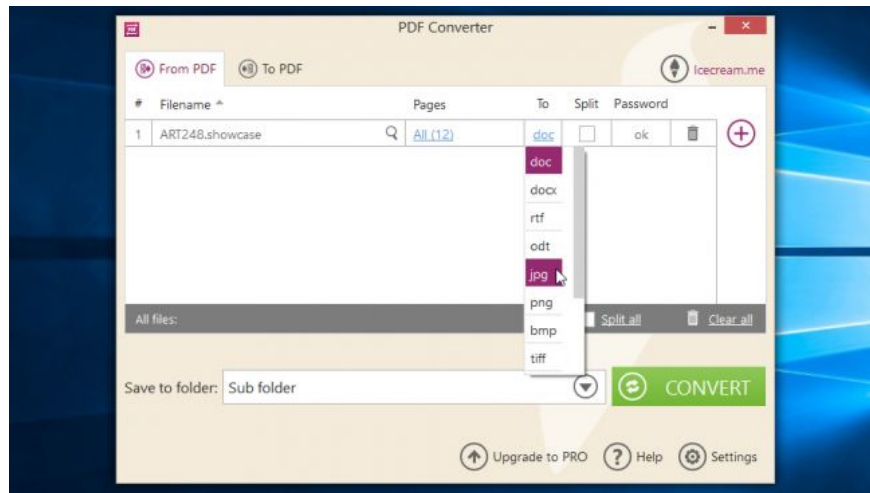 PDF Converter
From PDF To PDF Icecream.me
# Filename Pages To Split Password
1 ART248.showcase All (12) doc ok
doc
docx
rtf
odt
jpg
png
All files: Split all Clear all
bmp
tiff
Save to folder: Sub folder CONVERT
Upgrade to PRO ? Help Settings